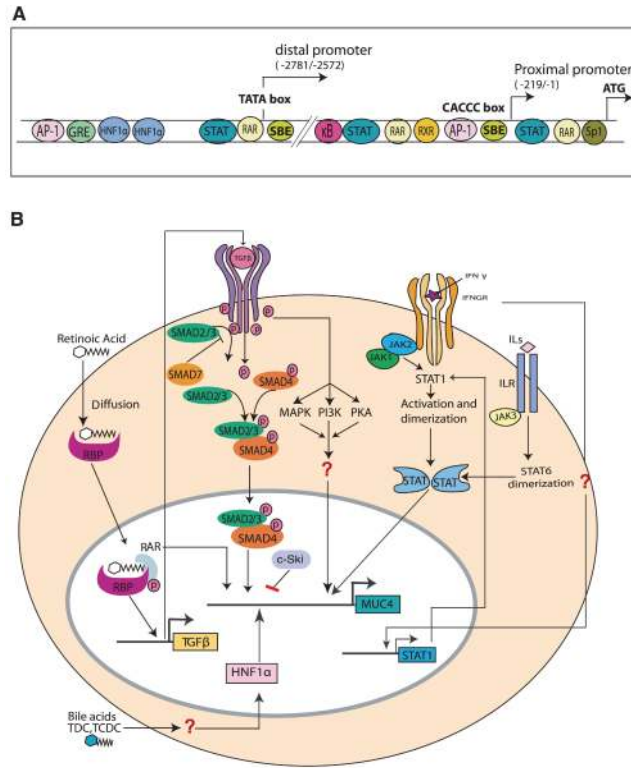 A
distal promoter
(-2781/-2572)
Proximal promoter
(-219/-1)
TATA box
CACCC box
ATG
AP-1 GRE HNF1α HNF1α STAT RAR SBE κB STAT RAR RXR AP-1 SBE STAT RAR Sp1
B
TGFβ
IFN γ
IFNGR
P P
Retinoic Acid
SMAD2/3
P P
JAK2
JAK1
ILs
ILR
SMAD7
P
SMAD4
P
STAT1
JAK3
Diffusion
SMAD2/3
MAPK PI3K PKA
Activation and
dimerization
RBP
SMAD2/3
P
SMAD4
?
STAT STAT
STAT6
dimerization
?
SMAD2/3
P
P
SMAD4
c-Ski
RAR
RBP
P
MUC4
TGFβ
STAT1
HNF1α
Bile acids
TDC,TCDC
?